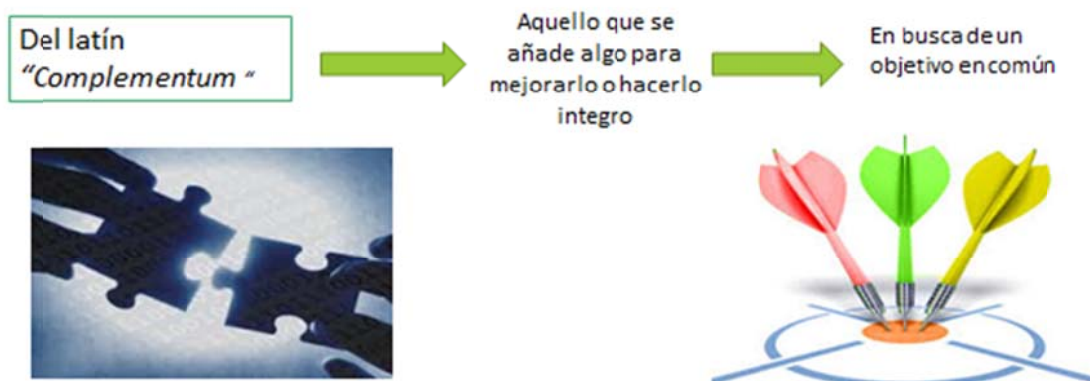 Del latín
“Complementum “
Aquello que se
añade algo para
mejorarlo o hacerlo
integro
En busca de un
objetivo en común